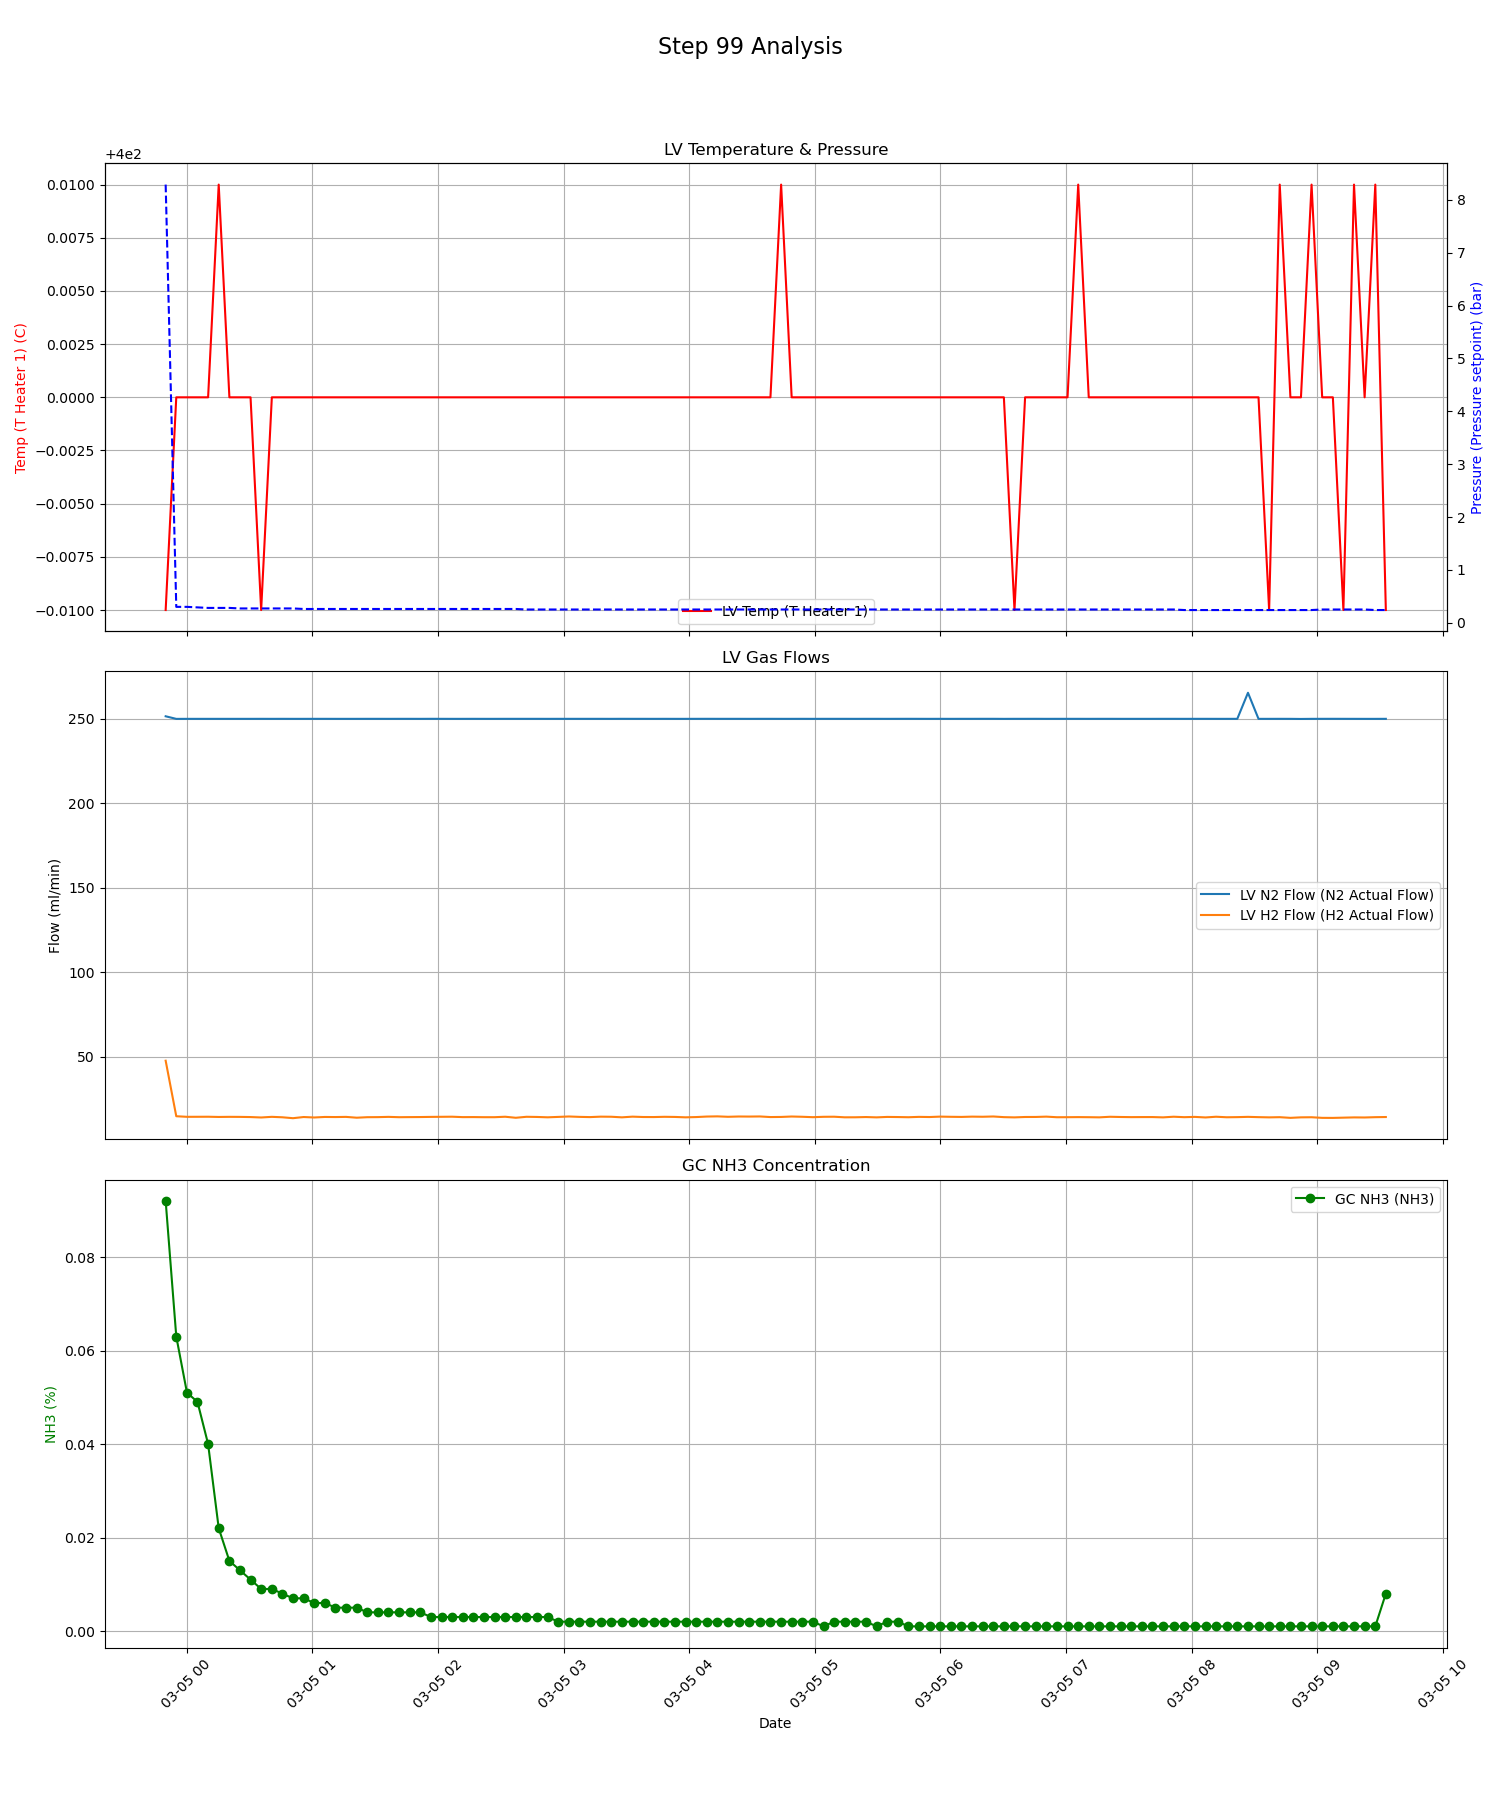 Step 99 Analysis
LV Temperature & Pressure
+4e2
0.0100
0.0075
0.0050
0.0025
0.0000
−0.0025
−0.0050
−0.0075
−0.0100
Temp (T Heater 1) (C)
8
7
6
5
4
3
2
1
0
Pressure (Pressure setpoint) (bar)
LV Temp (T Heater 1)
LV Gas Flows
250
200
150
100
50
Flow (ml/min)
LV N2 Flow (N2 Actual Flow)
LV H2 Flow (H2 Actual Flow)
GC NH3 Concentration
GC NH3 (NH3)
0.08
0.06
0.04
0.02
0.00
NH3 (%)
03-05 00
03-05 01
03-05 02
03-05 03
03-05 04
03-05 05
03-05 06
03-05 07
03-05 08
03-05 09
03-05 10
Date